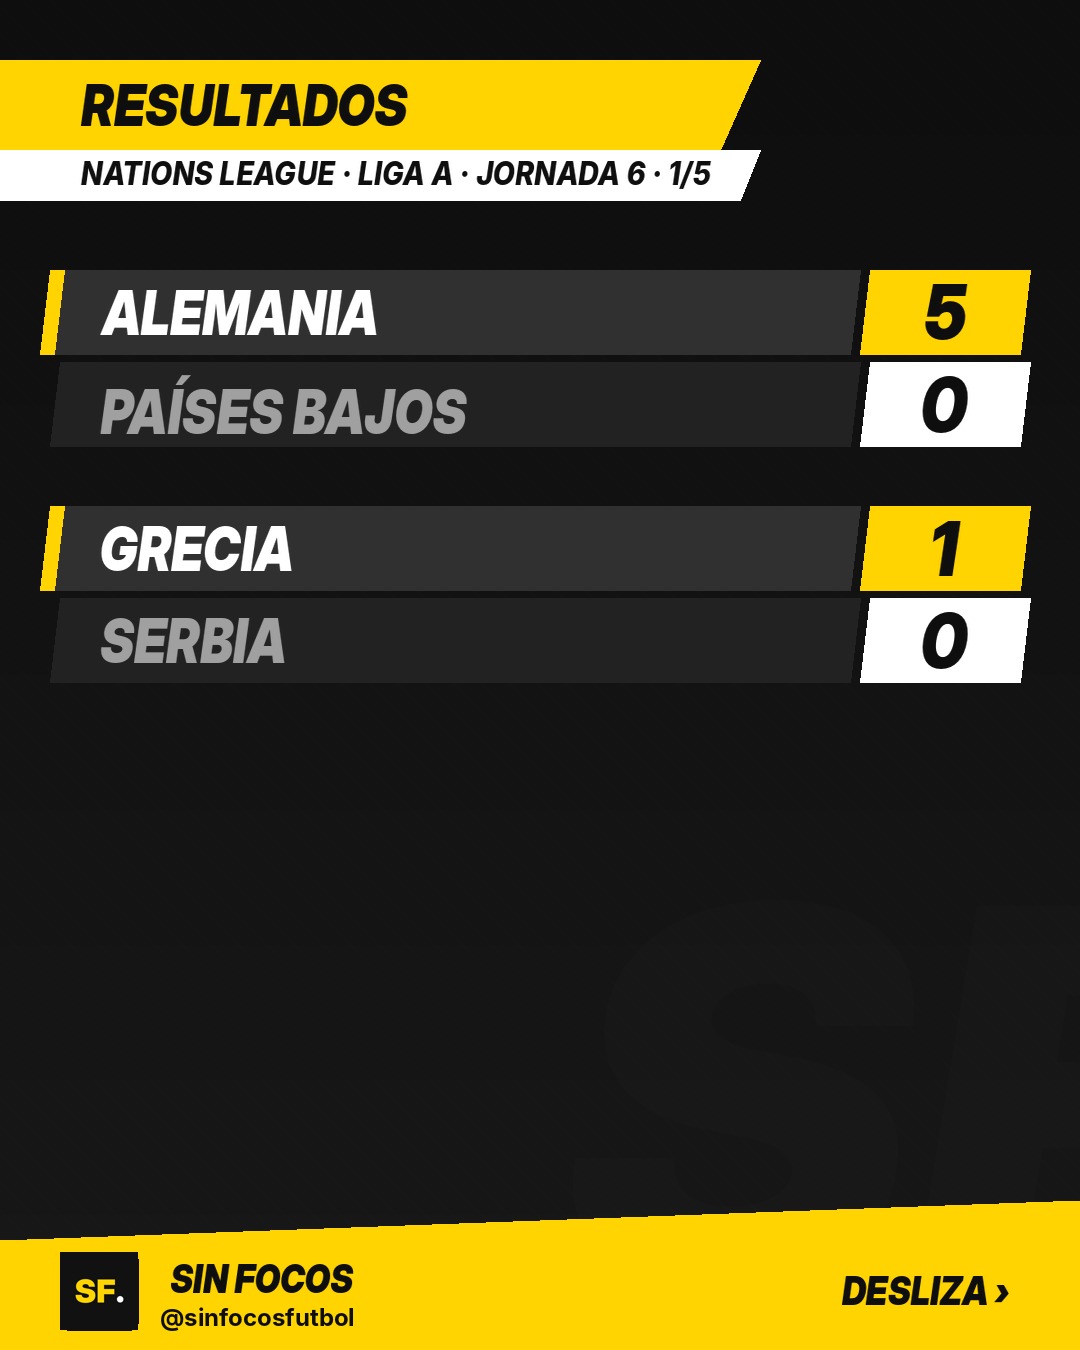 RESULTADOS
NATIONS LEAGUE · LIGA A · JORNADA 6 · 1/5
ALEMANIA 5
PAÍSES BAJOS 0
GRECIA 1
SERBIA 0
SF
SF.
SIN FOCOS
@sinfocosfutbol
DESLIZA ›